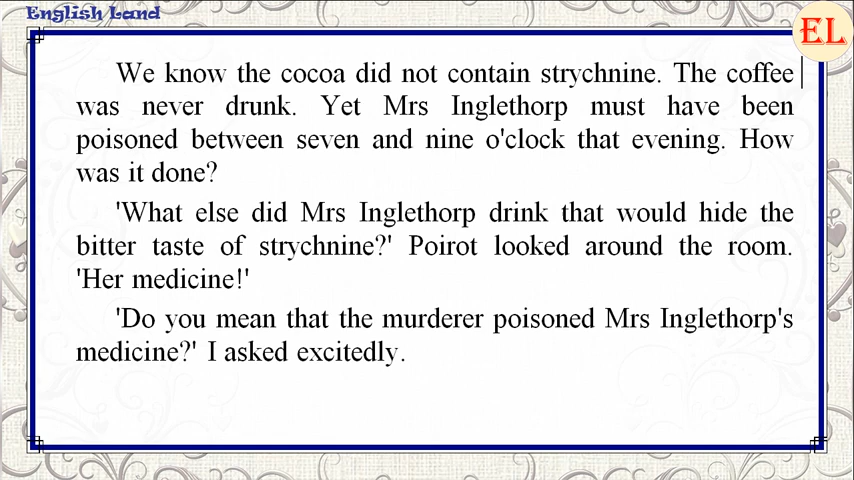 English Land
EL
We know the cocoa did not contain strychnine. The coffee
was never drunk. Yet Mrs Inglethorp must have been
poisoned between seven and nine o'clock that evening. How
was it done?
'What else did Mrs Inglethorp drink that would hide the
bitter taste of strychnine?' Poirot looked around the room.
'Her medicine!'
'Do you mean that the murderer poisoned Mrs Inglethorp's
medicine?' I asked excitedly.